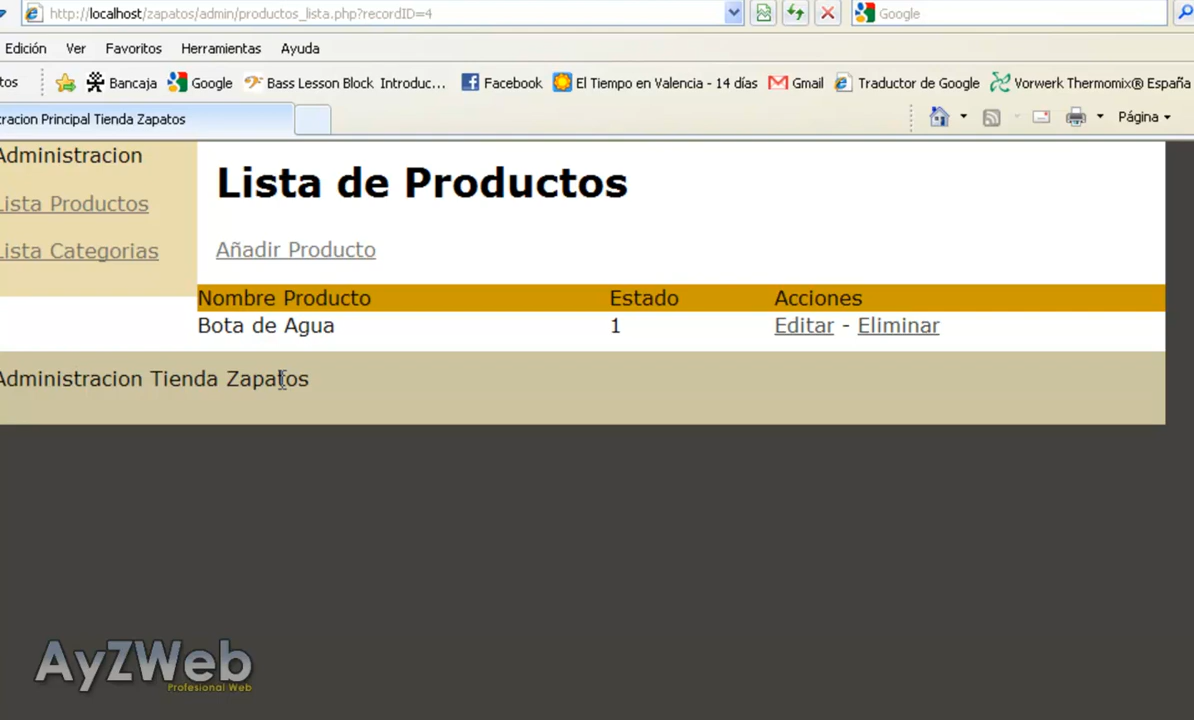 http://localhost/zapatos/admin/productos_lista.php?recordID=4 Google
Edición Ver Favoritos Herramientas Ayuda
tos Bancaja Google Bass Lesson Block Introduc... Facebook El Tiempo en Valencia - 14 días Gmail Traductor de Google Vorwerk Thermomix® España
racion Principal Tienda Zapatos Página
Administracion
Lista Productos
Lista Categorias
Lista de Productos
Añadir Producto
Nombre Producto Estado Acciones
Bota de Agua 1 Editar - Eliminar
Administracion Tienda Zapatos
AyZWeb
Profesional Web